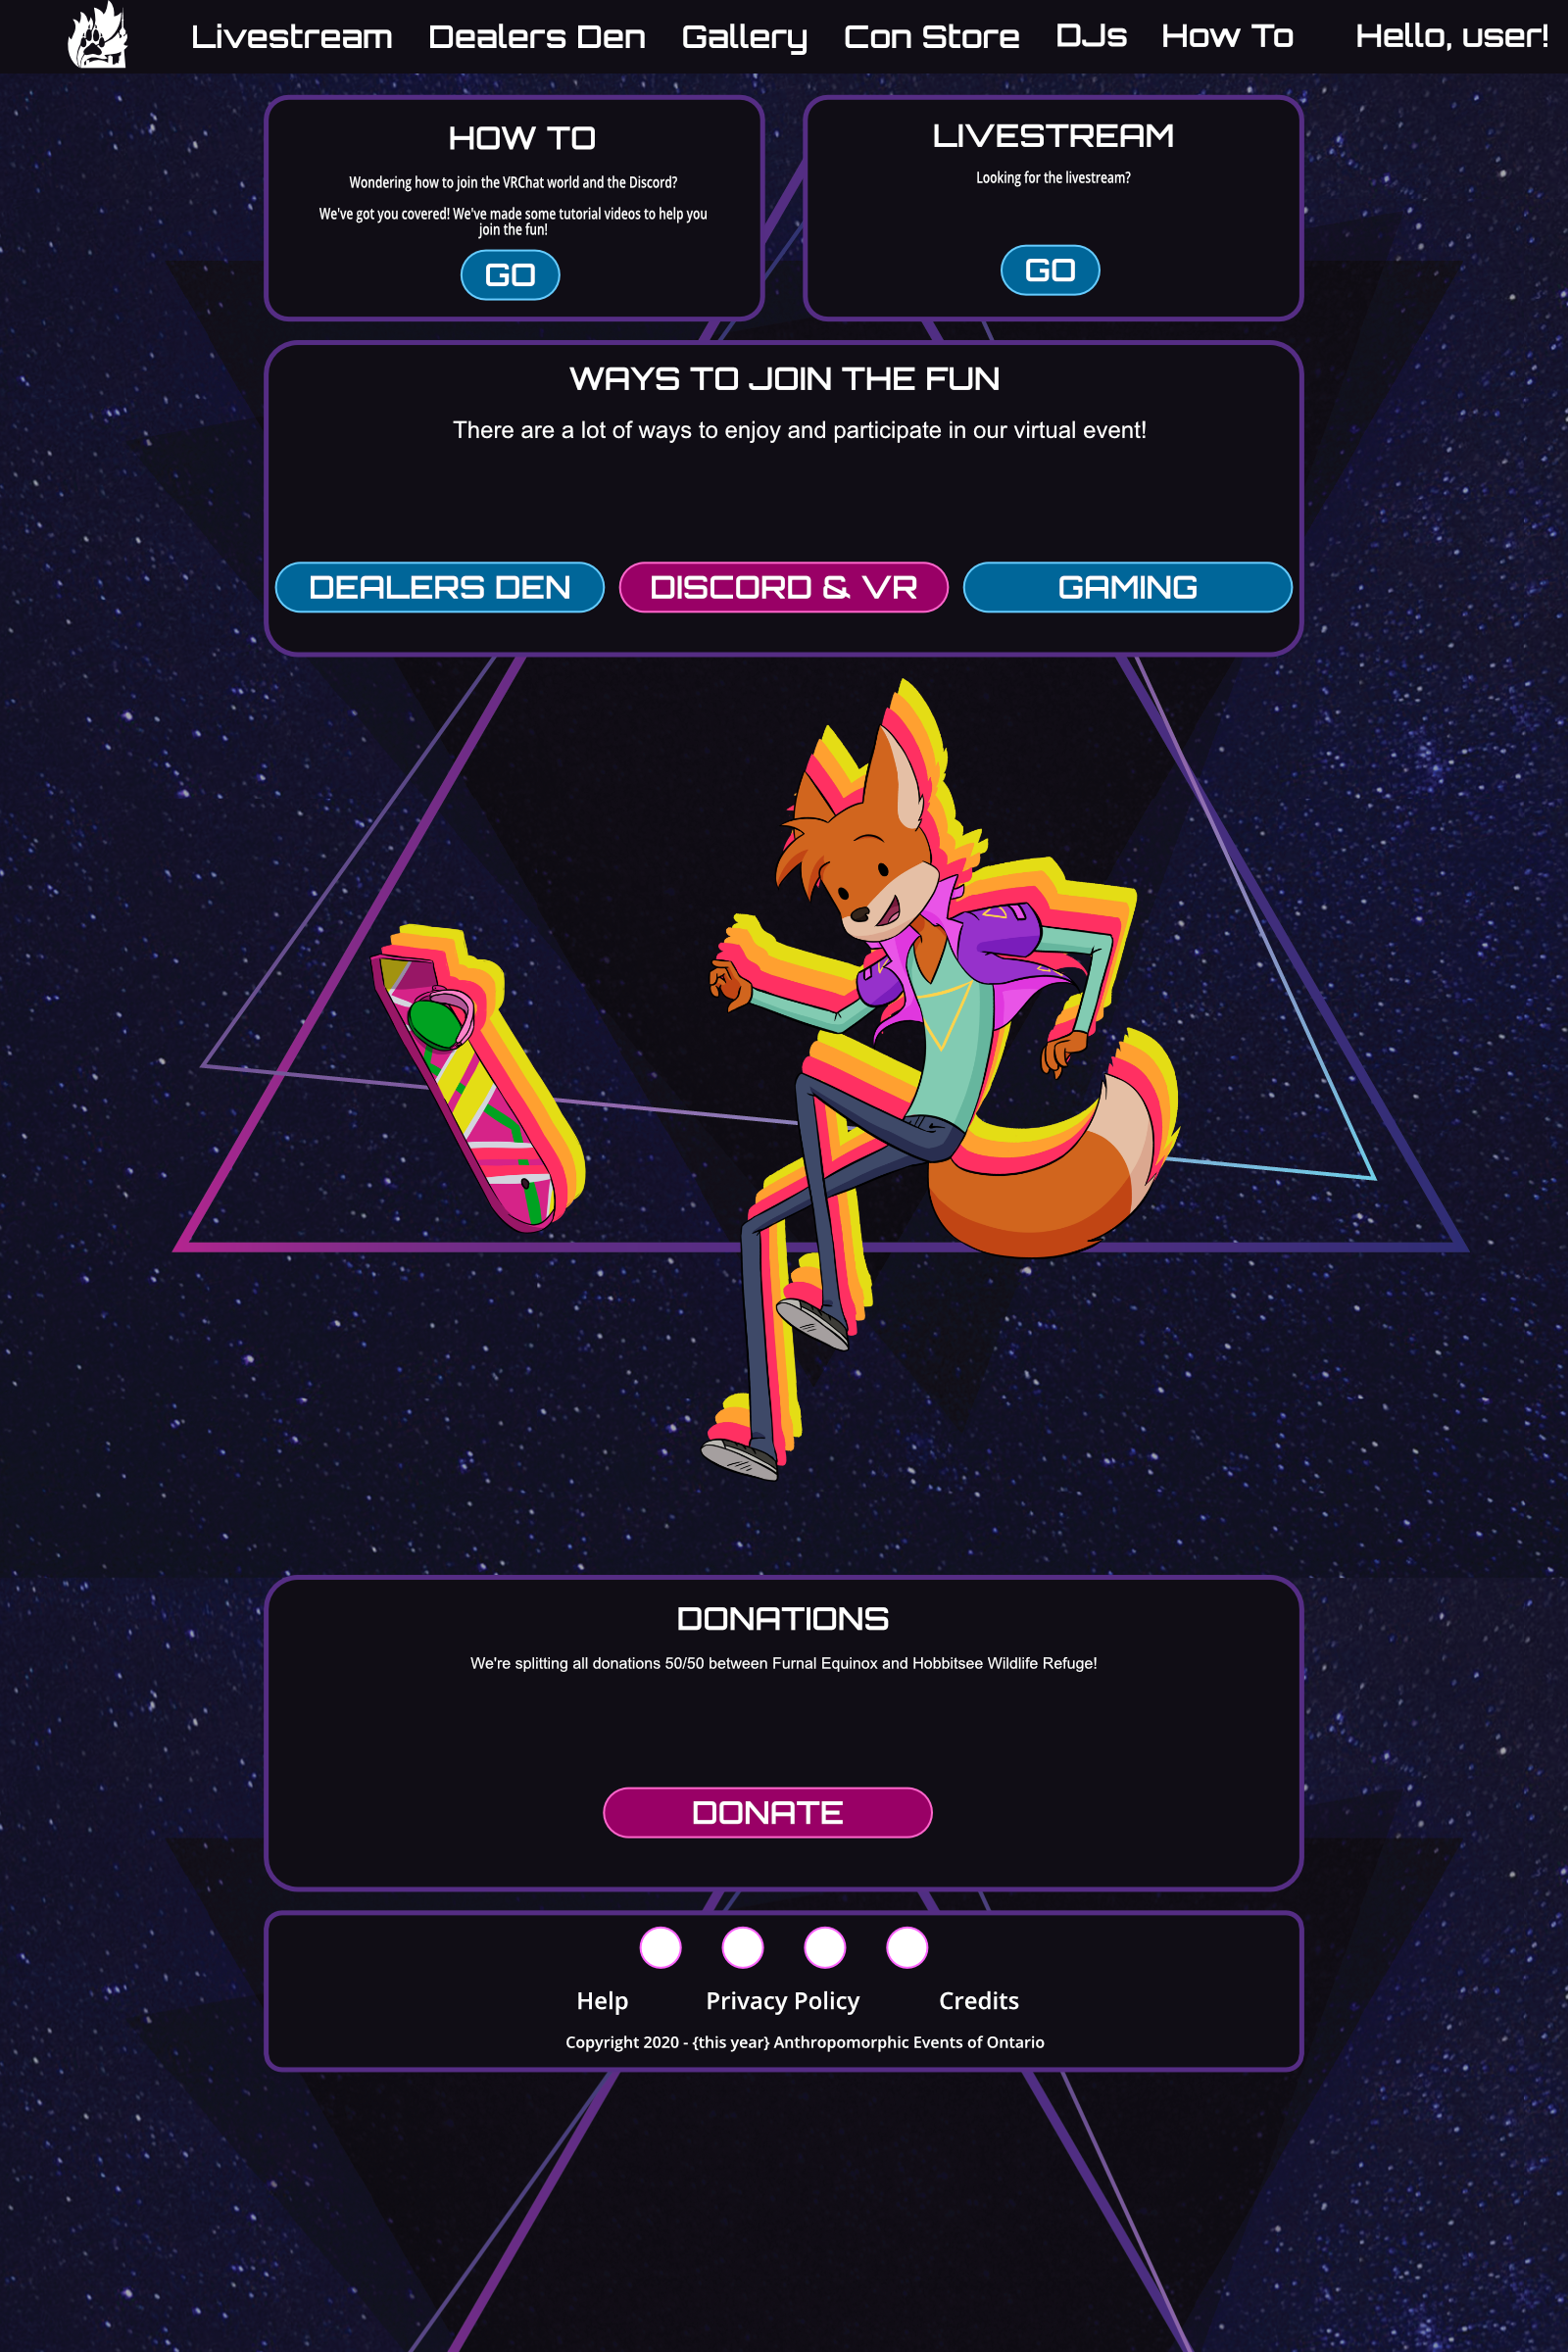 Livestream Dealers Den Gallery Con Store DJs How To Hello, user!
HOW TO
Wondering how to join the VRChat world and the Discord?
We've got you covered! We've made some tutorial videos to help you
join the fun!
GO
LIVESTREAM
Looking for the livestream?
GO
WAYS TO JOIN THE FUN
There are a lot of ways to enjoy and participate in our virtual event!
DEALERS DEN
DISCORD & VR
GAMING
DONATIONS
We're splitting all donations 50/50 between Furnal Equinox and Hobbitsee Wildlife Refuge!
DONATE
Help Privacy Policy Credits
Copyright 2020 - {this year} Anthropomorphic Events of Ontario